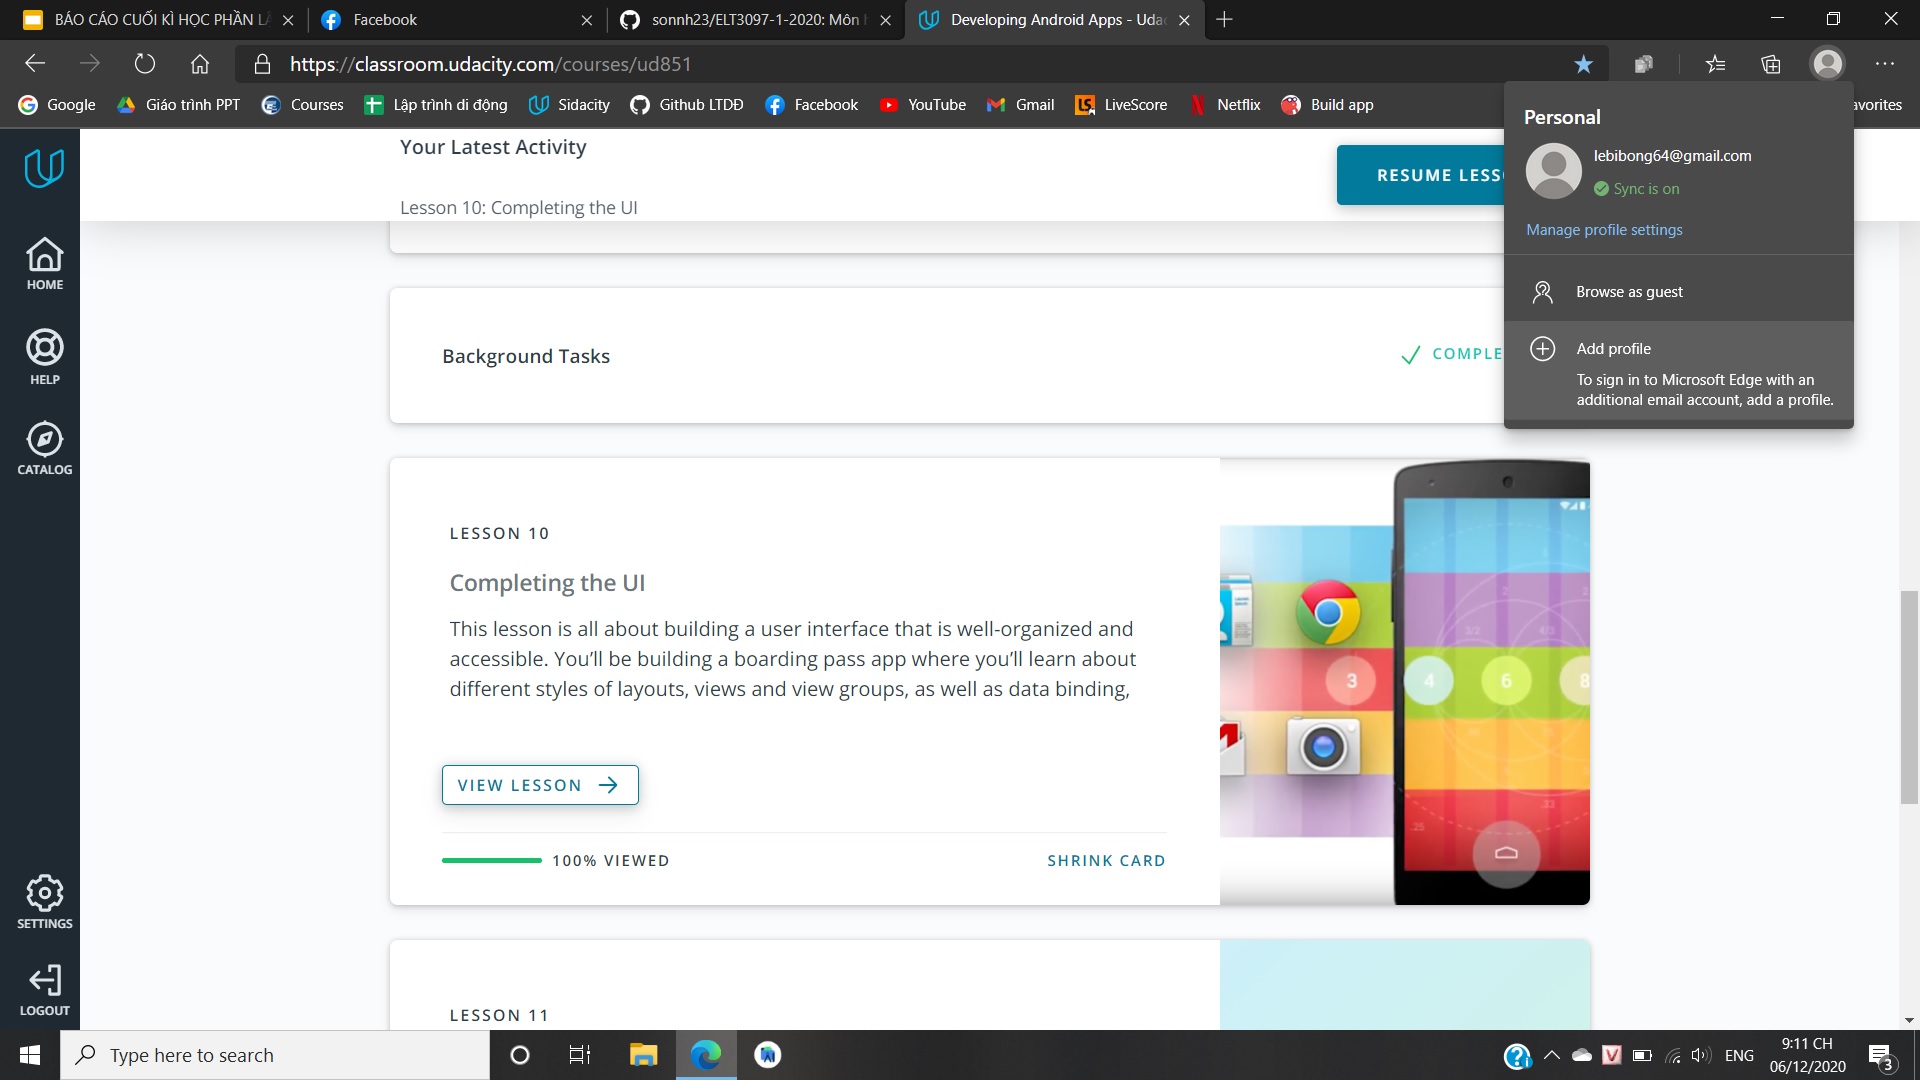 BÁO CÁO CUỐI KÌ HỌC PHẦN
Facebook
sonnh23/ELT3097-1-2020: Môn
Developing Android Apps - Udac
https://classroom.udacity.com/courses/ud851
Google
Giáo trình PPT
Courses
Lập trình di động
Sidacity
Github LTDĐ
Facebook
YouTube
Gmail
LiveScore
Netflix
Build app
avorites
Personal
lebibong64@gmail.com
Sync is on
Manage profile settings
Browse as guest
Add profile
To sign in to Microsoft Edge with an
additional email account, add a profile.
HOME
HELP
CATALOG
SETTINGS
LOGOUT
Your Latest Activity
Lesson 10: Completing the UI
RESUME LESS
Background Tasks
COMPLE
LESSON 10
Completing the UI
This lesson is all about building a user interface that is well-organized and
accessible. You’ll be building a boarding pass app where you’ll learn about
different styles of layouts, views and view groups, as well as data binding,
VIEW LESSON
100% VIEWED
SHRINK CARD
3
4
6
8
LESSON 11
Type here to search
ENG
9:11 CH
06/12/2020
3